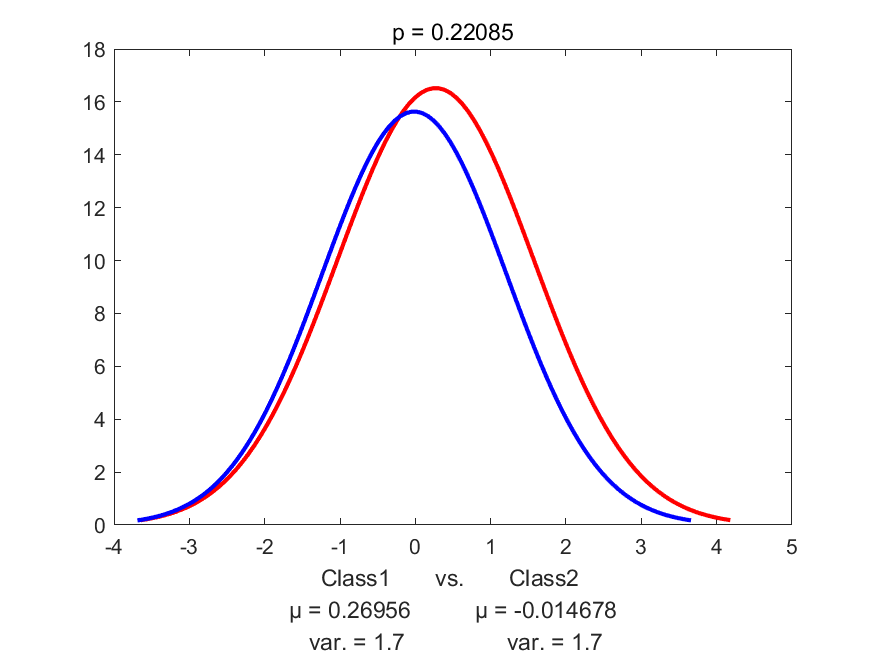 p = 0.22085
18
16
14
12
10
8
6
4
2
0
-4 -3 -2 -1 0 1 2 3 4 5
Class1 vs. Class2
μ = 0.26956 μ = -0.014678
var. = 1.7 var. = 1.7